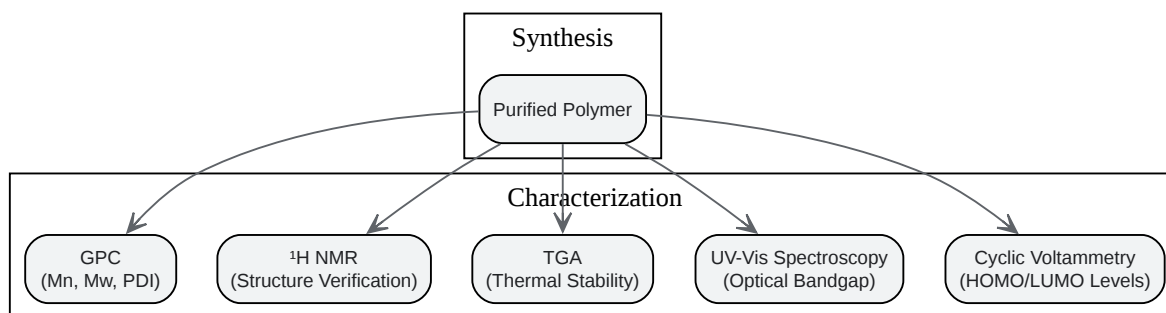 Synthesis
Purified Polymer
Characterization
GPC
(Mn, Mw, PDI)
¹H NMR
(Structure Verification)
TGA
(Thermal Stability)
UV-Vis Spectroscopy
(Optical Bandgap)
Cyclic Voltammetry
(HOMO/LUMO Levels)